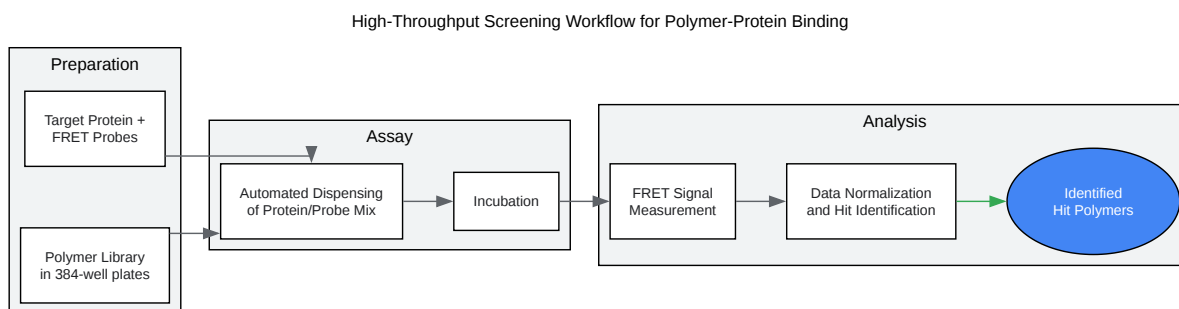 High-Throughput Screening Workflow for Polymer-Protein Binding
Preparation
Target Protein +
FRET Probes
Polymer Library
in 384-well plates
Assay
Automated Dispensing
of Protein/Probe Mix
Incubation
Analysis
FRET Signal
Measurement
Data Normalization
and Hit Identification
Identified
Hit Polymers